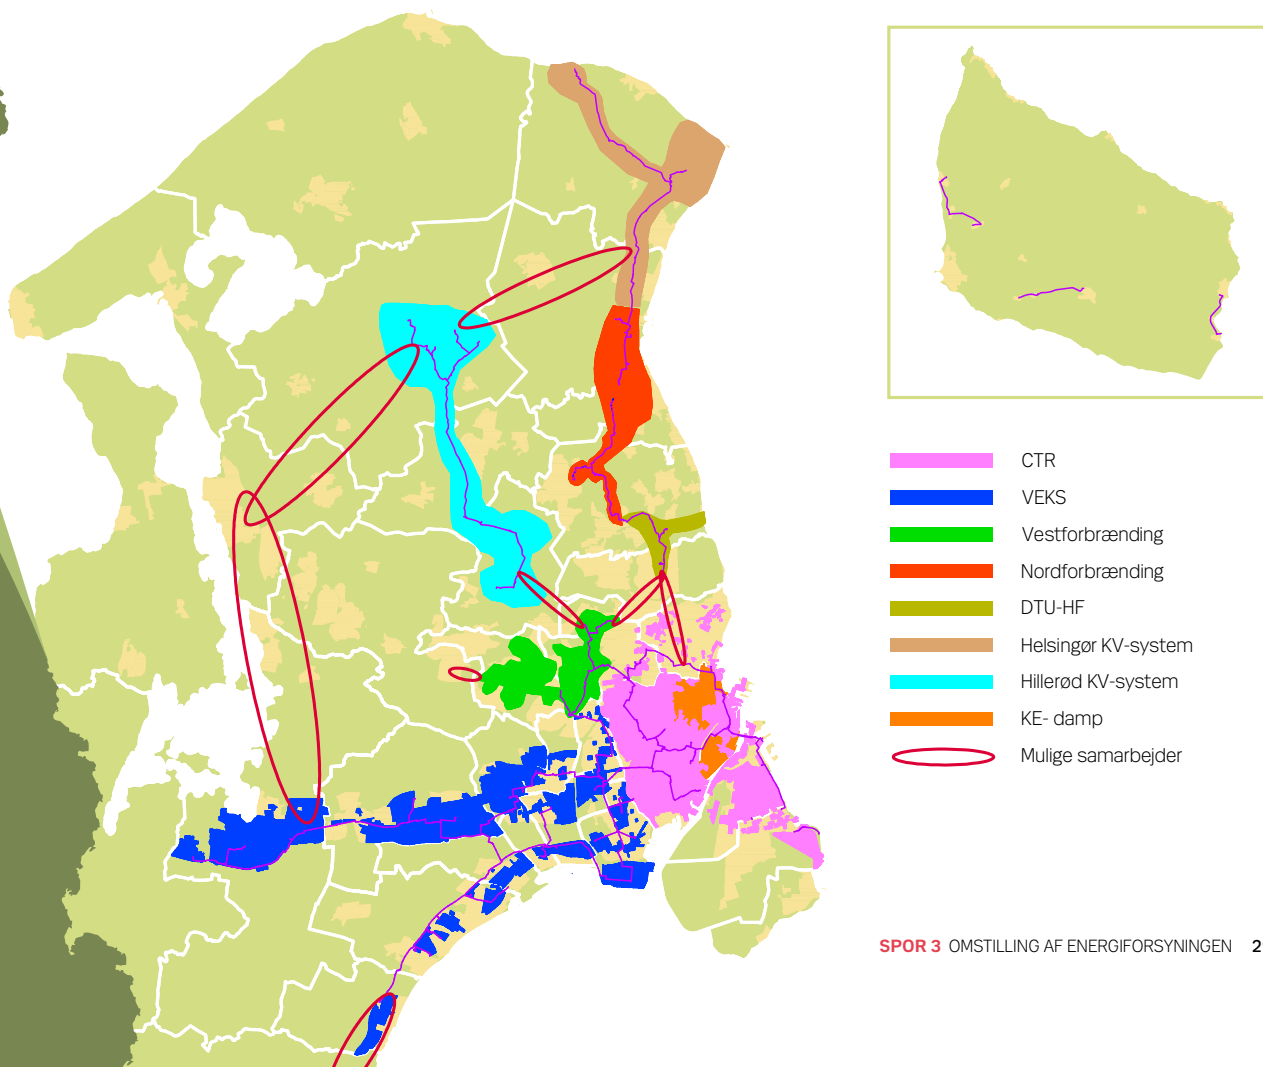 CTR
VEKS
Vestforbrænding
Nordforbrænding
DTU-HF
Helsingør KV-system
Hillerød KV-system
KE- damp
Mulige samarbejder
SPOR 3 OMSTILLING AF ENERGIFORSYNINGEN 2